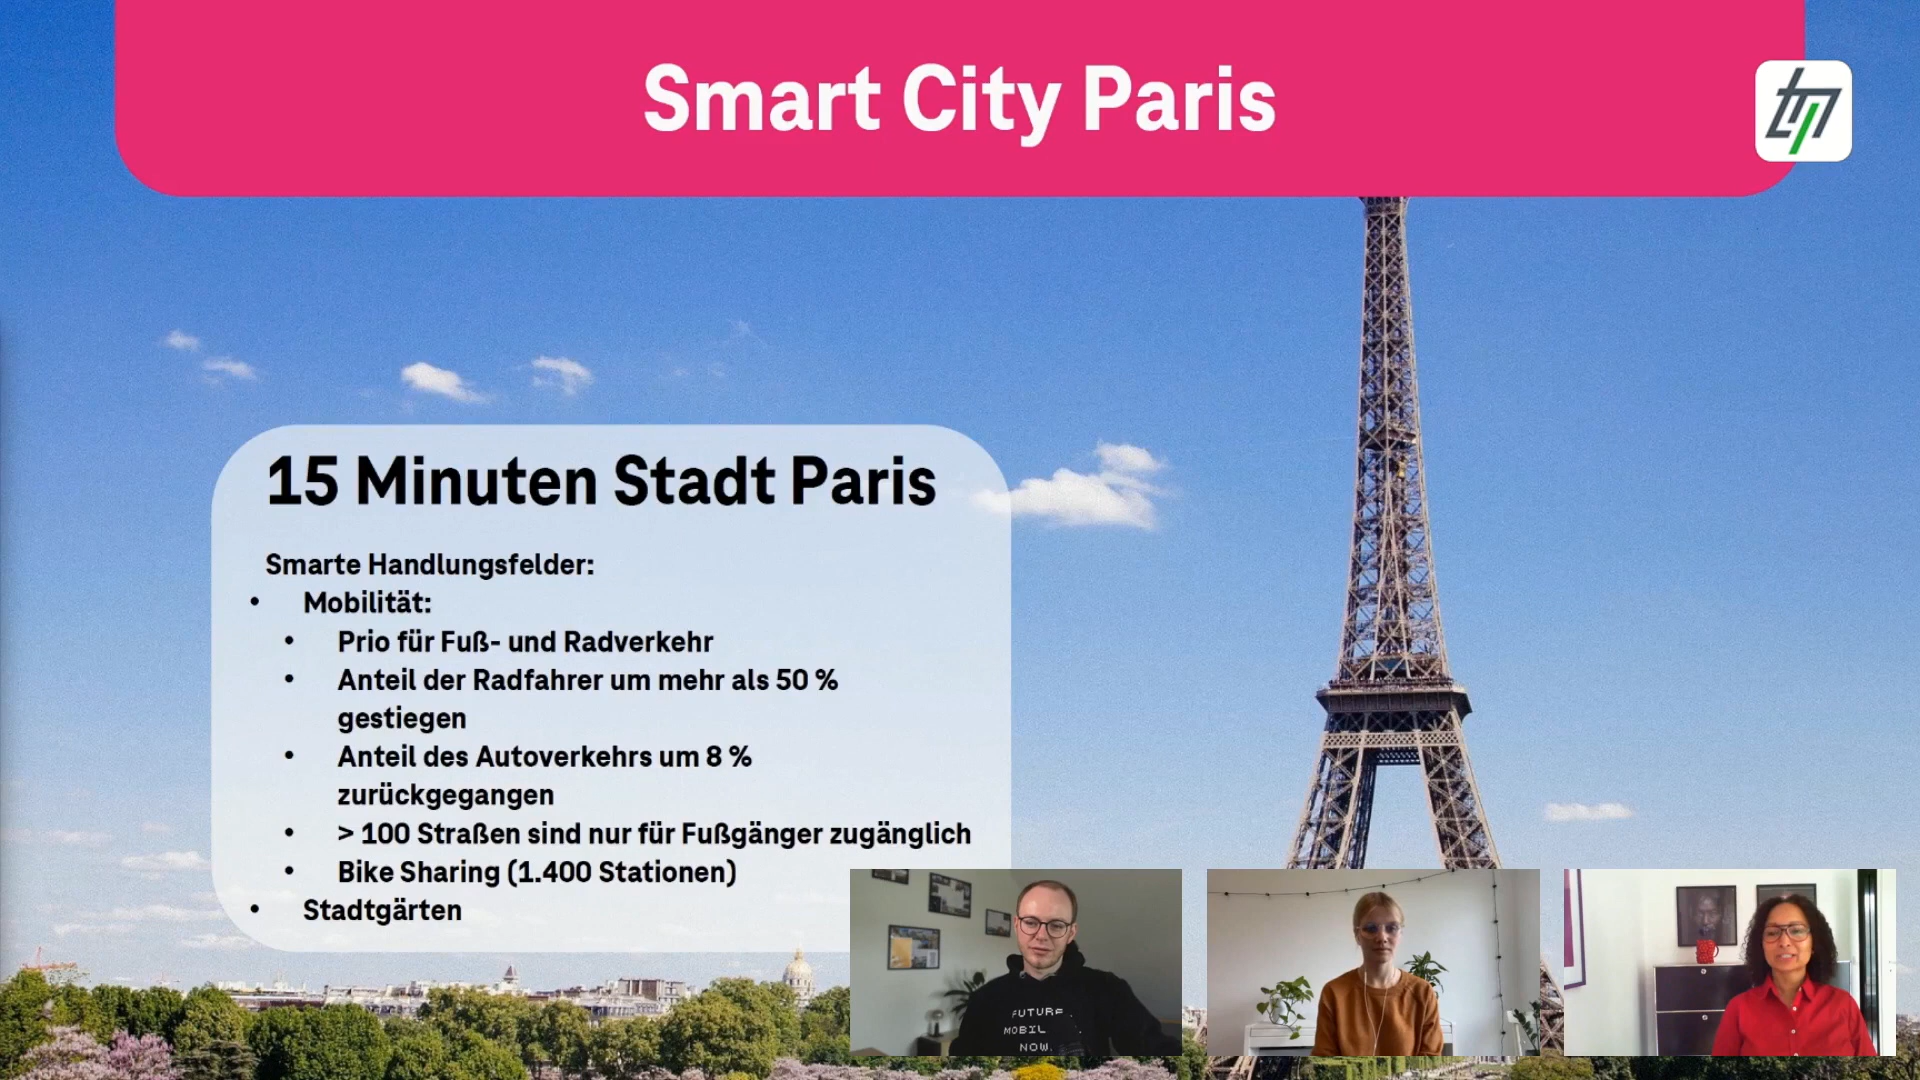 Smart City Paris
15 Minuten Stadt Paris
Smarte Handlungsfelder:
• Mobilität:
• Prio für Fuß- und Radverkehr
• Anteil der Radfahrer um mehr als 50 %
gestiegen
• Anteil des Autoverkehrs um 8 %
zurückgegangen
• > 100 Straßen sind nur für Fußgänger zugänglich
• Bike Sharing (1.400 Stationen)
• Stadtgärten
FUTURE
MOBIL
NOW.